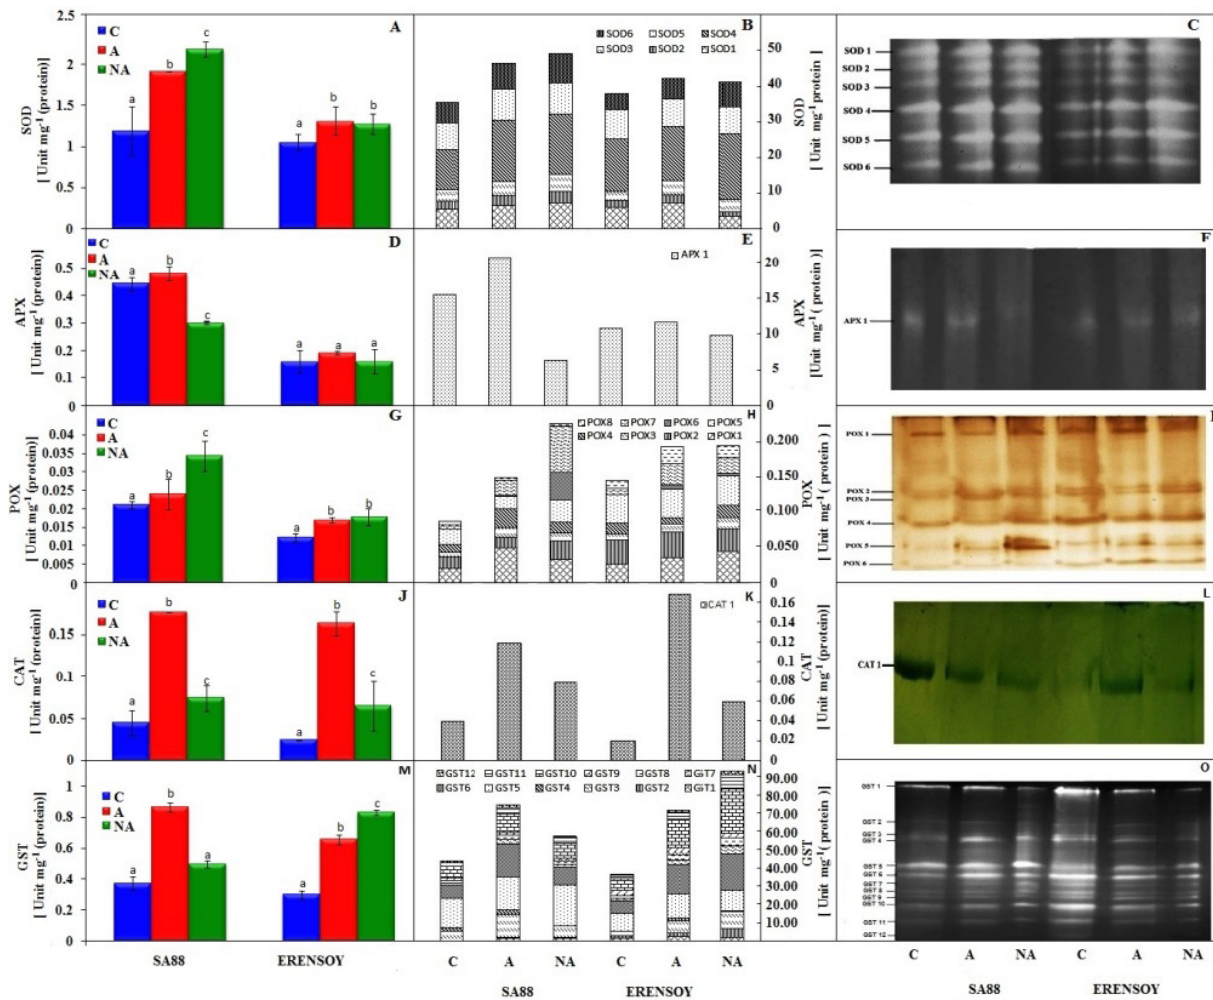 A
C
A
NA
2.5
2
1.5
1
0.5
0
SOD
[ Unit mg-1 (protein)]
a
b
c
a
b
b
B
SOD6 SOD5 SOD4
SOD3 SOD2 SOD1
50
40
30
20
10
0
SOD
[ Unit mg-1 protein ]
C
SOD 1
SOD 2
SOD 3
SOD 4
SOD 5
SOD 6
D
C
A
NA
0.5
0.4
0.3
0.2
0.1
0
APX
[ Unit mg-1 (protein)]
a
b
c
a
a
a
E
APX 1
20
15
10
5
0
APX
[ Unit mg-1 (protein )]
APX 1
G
C
A
NA
0.04
0.035
0.03
0.025
0.02
0.015
0.01
0.005
0
POX
[ Unit mg-1 (protein)]
a
b
c
a
b
b
H
POX8 POX7 POX6 POX5
POX4 POX3 POX2 POX1
0.200
0.150
0.100
0.050
0
POX
[ Unit mg-1 ( protein )]
POX 1
POX 2
POX 3
POX 4
POX 5
POX 6
J
C
A
NA
0.15
0.1
0.05
0
CAT
[ Unit mg-1 (protein)]
a
b
c
a
b
c
K
CAT 1
0.16
0.14
0.12
0.1
0.08
0.06
0.04
0.02
0
CAT
[ Unit mg-1 (protein)]
L
CAT 1
M
C
A
NA
1
0.8
0.6
0.4
0.2
0
GST
[ Unit mg-1 (protein)]
a
b
a
a
b
c
N
GST12 GST11 GST10 GST9 GST8 GiT7
GST6 GST5 GST4 GST3 GST2 GiT1
90.00
80.00
70.00
60.00
50.00
40.00
30.00
20.00
10.00
GST
[ Unit mg-1 (protein )]
O
GST 1
GST 2
GST 3
GST 4
GST 5
GST 6
GST 7
GST 8
GST 9
GST 10
GST 11
GST 12
SA88 ERENSOY
C A NA C A NA
SA88 ERENSOY
C A NA C A NA
SA88 ERENSOY